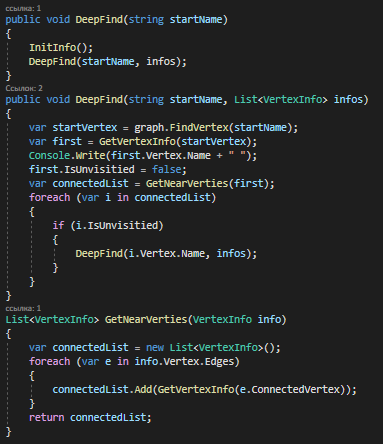 ссылка: 1
public void DeepFind(string startName)
{
    InitInfo();
    DeepFind(startName, infos);
}
Ссылок: 2
public void DeepFind(string startName, List<VertexInfo> infos)
{
    var startVertex = graph.FindVertex(startName);
    var first = GetVertexInfo(startVertex);
    Console.Write(first.Vertex.Name + " ");
    first.IsUnvisitied = false;
    var connectedList = GetNearVerties(first);
    foreach (var i in connectedList)
    {
        if (i.IsUnvisitied)
        {
            DeepFind(i.Vertex.Name, infos);
        }
    }
}
ссылка: 1
List<VertexInfo> GetNearVerties(VertexInfo info)
{
    var connectedList = new List<VertexInfo>();
    foreach (var e in info.Vertex.Edges)
    {
        connectedList.Add(GetVertexInfo(e.ConnectedVertex));
    }
    return connectedList;
}